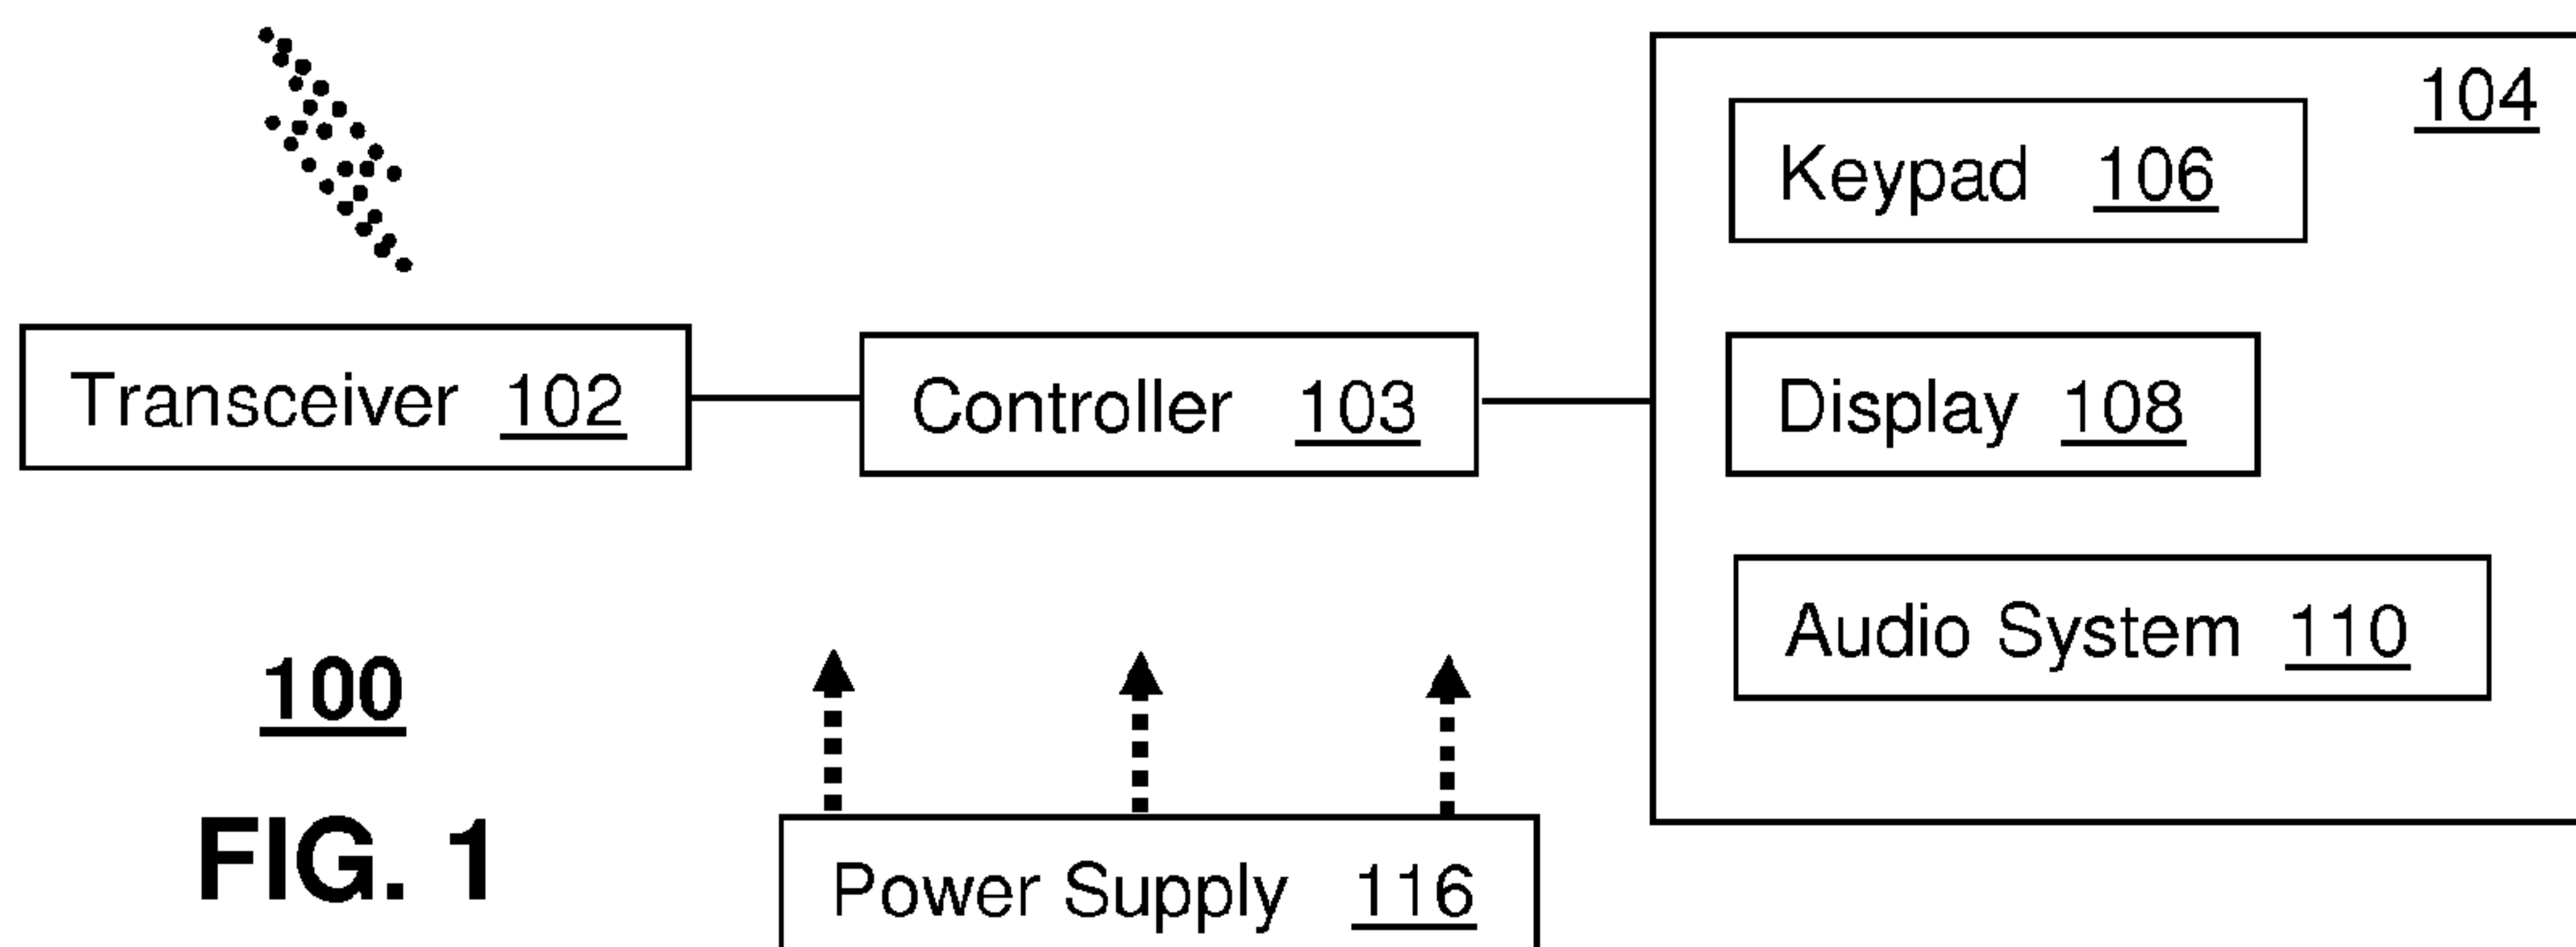 104
Keypad 106
Transceiver 102
Controller 103
Display 108
Audio System 110
100
FIG. 1
Power Supply 116